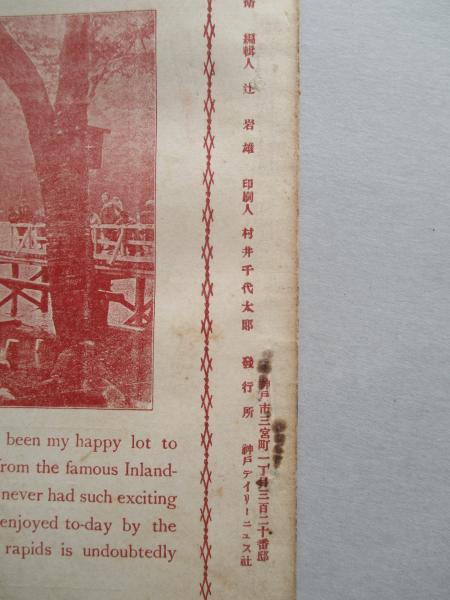 衛 編輯人 辻岩雄 印刷人 村井千代太郎 發行所 神戸市三宮町一丁目三百二十番邸
神戸デイリーニュース社
been my happy lot to
from the famous Inland-
never had such exciting
enjoyed to-day by the
rapids is undoubtedly